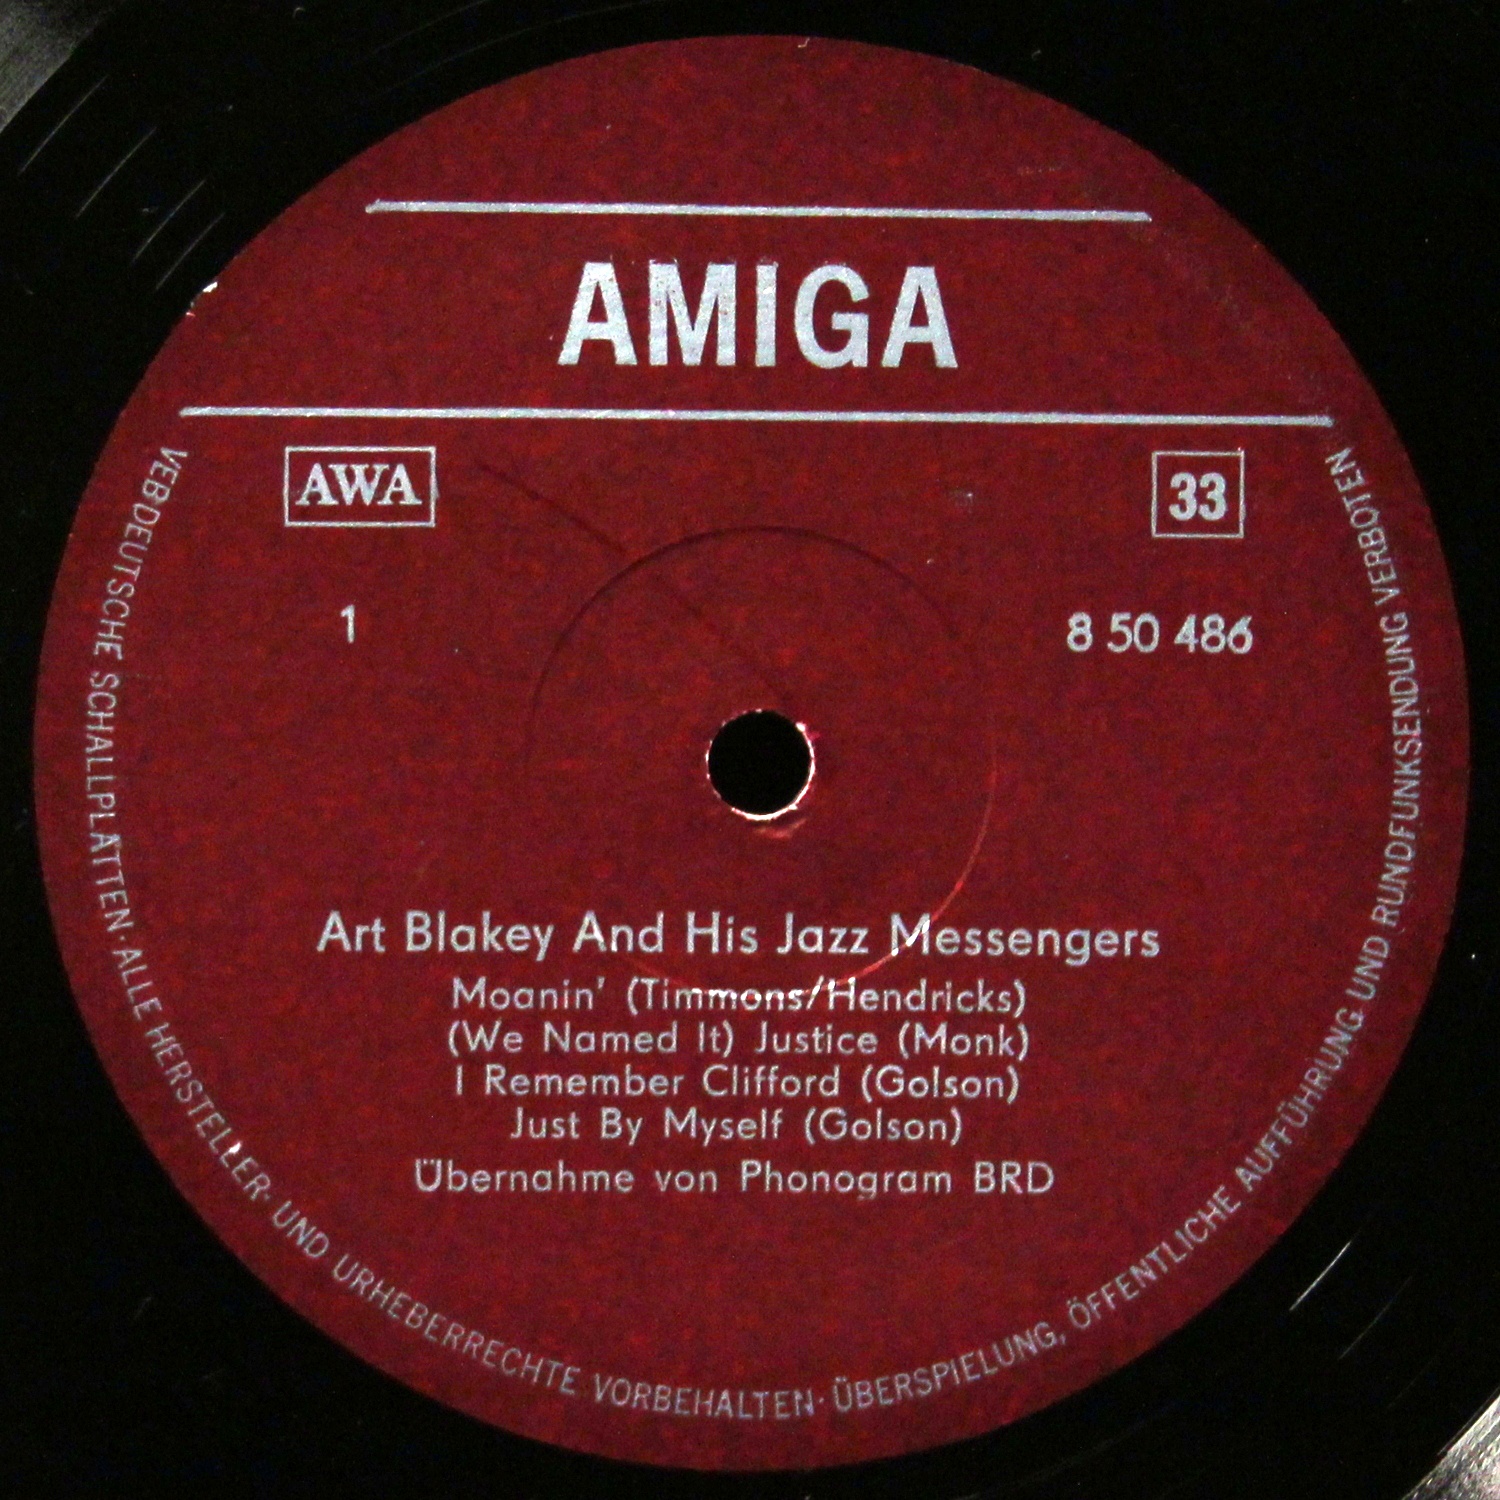 AMIGA
AWA
33
1
8 50 486
Art Blakey And His Jazz Messengers
Moanin' (Timmons/Hendricks)
(We Named It) Justice (Monk)
I Remember Clifford (Golson)
Just By Myself (Golson)
Übernahme von Phonogram BRD
VEB DEUTSCHE SCHALLPLATTEN · ALLE HERSTELLER- UND URHEBERRECHTE VORBEHALTEN · ÜBERSPIELUNG, ÖFFENTLICHE AUFFÜHRUNG UND RUNDFUNKSENDUNG VERBOTEN